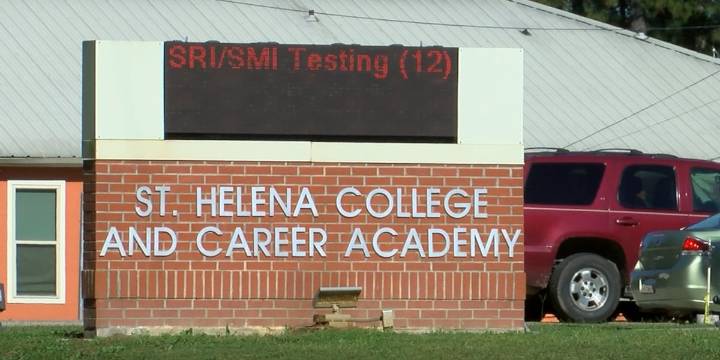 SRI/SMI Testing (12)
ST. HELENA COLLEGE
AND CAREER ACADEMY